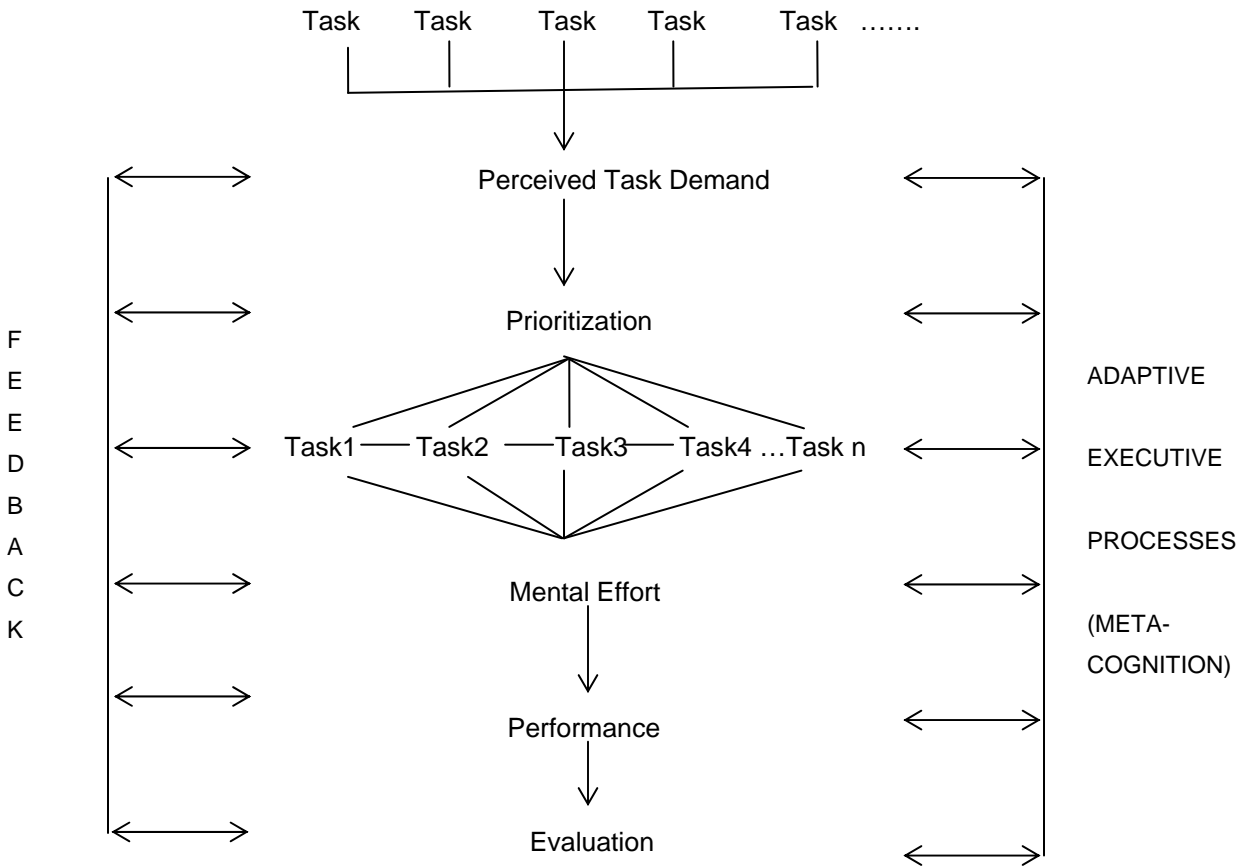 Task Task Task Task Task …….
Perceived Task Demand
Prioritization
Task1 Task2 Task3 Task4 …Task n
Mental Effort
Performance
Evaluation
F
E
E
D
B
A
C
K
ADAPTIVE
EXECUTIVE
PROCESSES
(META-
COGNITION)